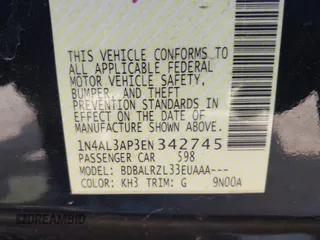 THIS VEHICLE CONFORMS TO
ALL APPLICABLE FEDERAL
MOTOR VEHICLE SAFETY,
BUMPER, AND THEFT
PREVENTION STANDARDS IN
EFFECT ON THE DATE OF
MANUFACTURE SHOWN ABOVE.
1N4AL3AP3EN342745
PASSENGER CAR 598
MODEL: BDBALRZL33EUAAA---
COLOR: KH3 TRIM: G 9N00A
DREAMBID